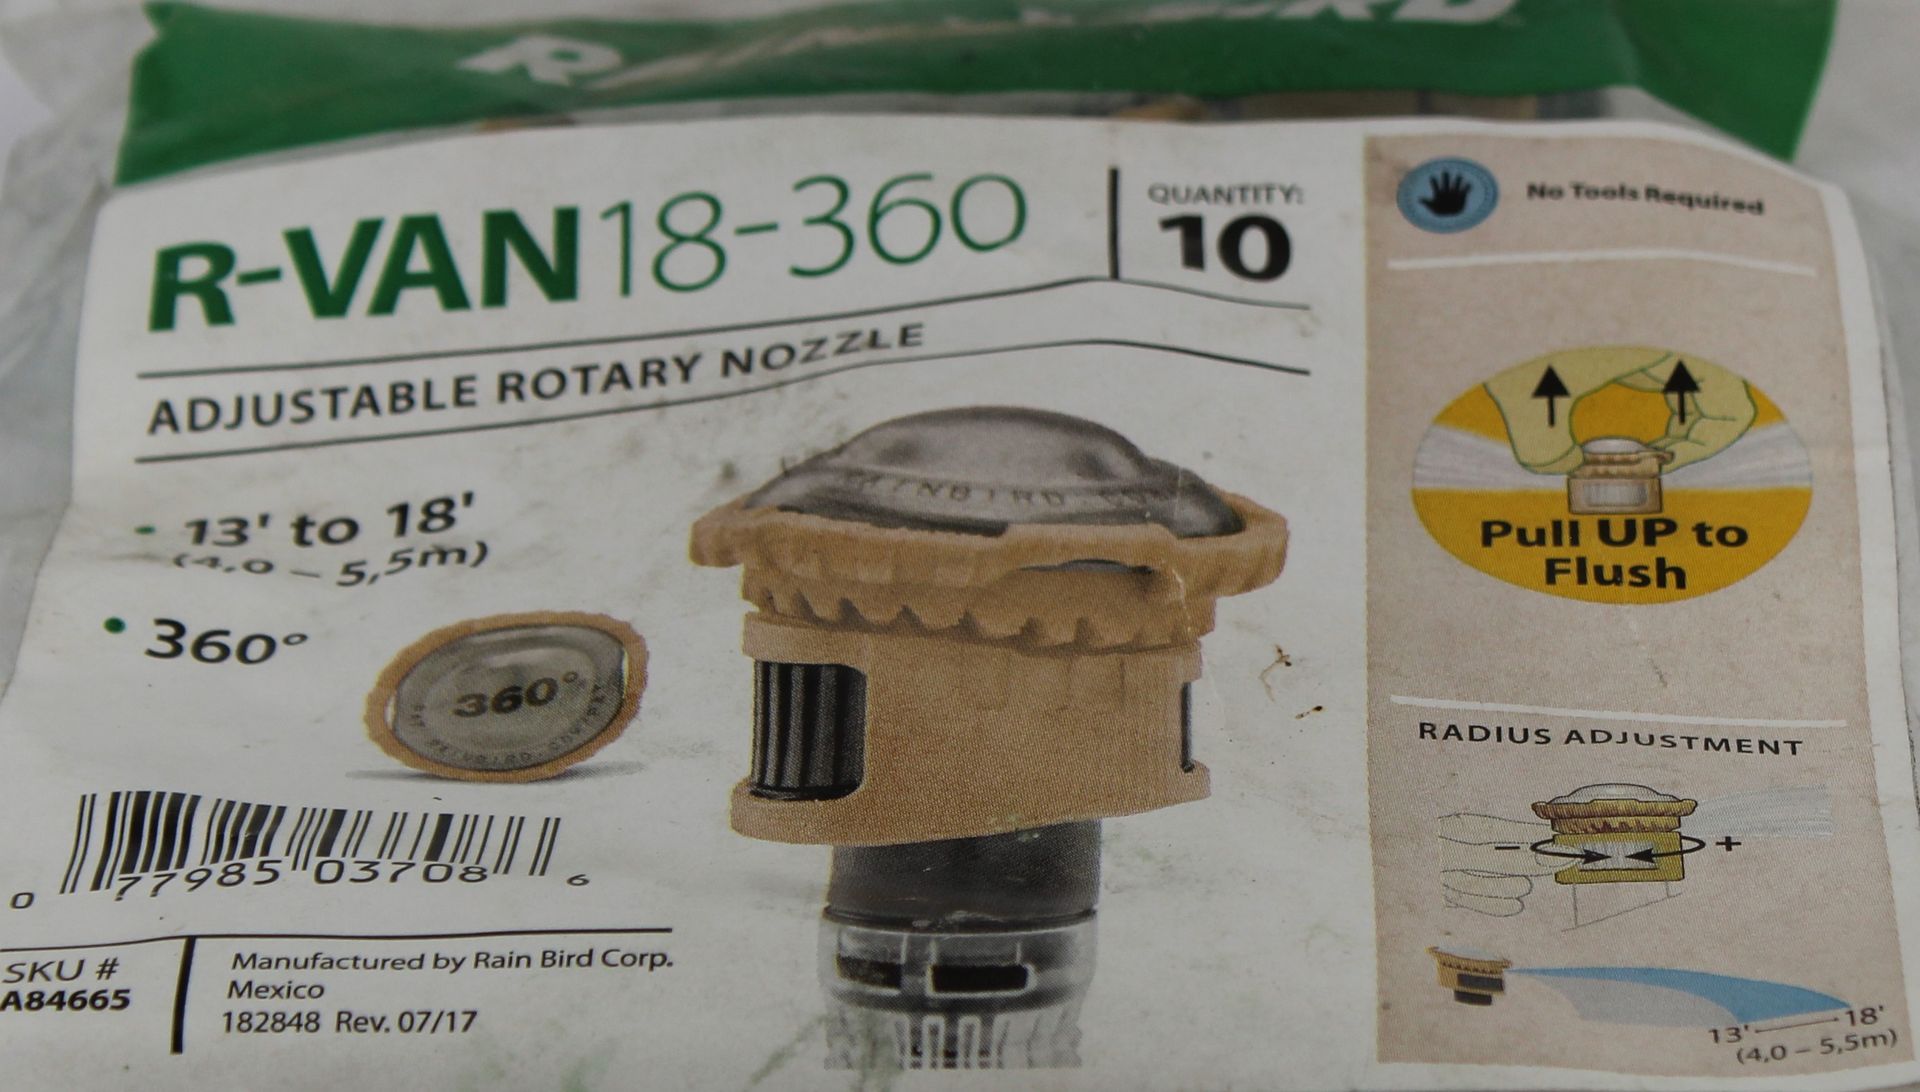 R-VAN18-360
QUANTITY:
10
ADJUSTABLE ROTARY NOZZLE
• 13' to 18'
(4,0 – 5,5m)
• 360°
360°
0 77985 03708 6
SKU #
A84665
Manufactured by Rain Bird Corp.
Mexico
182848 Rev. 07/17
No Tools Required
Pull UP to
Flush
RADIUS ADJUSTMENT
- +
13' 18'
(4,0 – 5,5m)